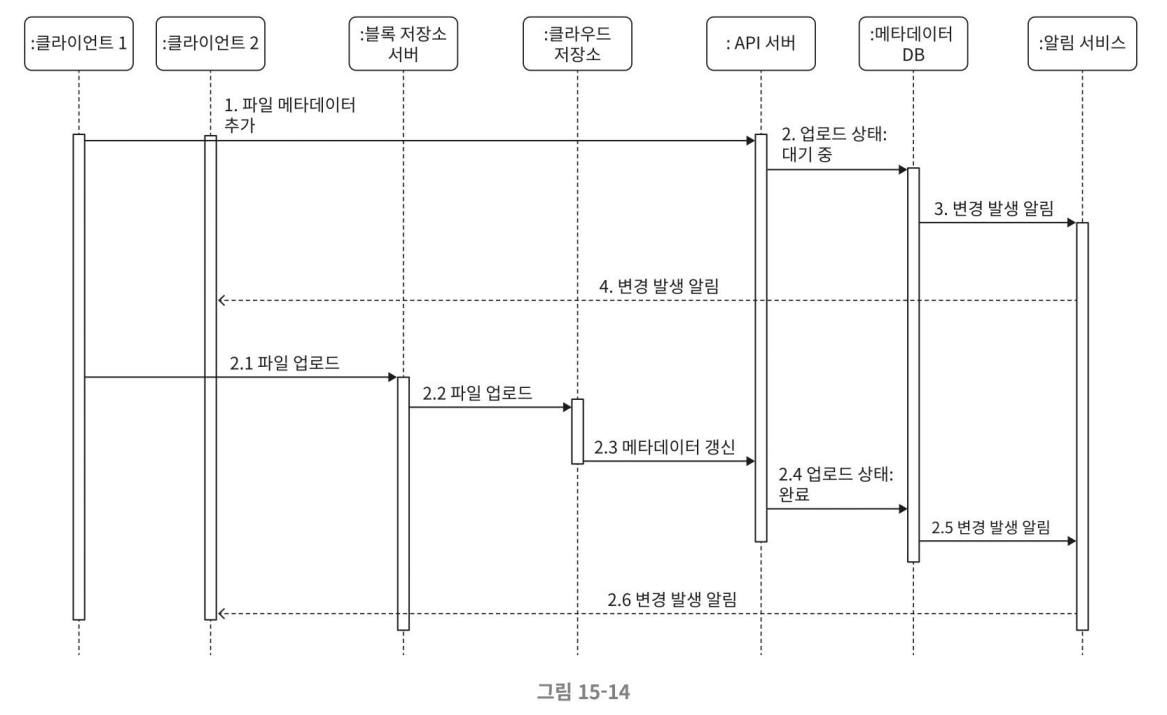 :클라이언트 1
:클라이언트 2
:블록 저장소
서버
:클라우드
저장소
: API 서버
:메타데이터
DB
:알림 서비스
1. 파일 메타데이터
추가
2. 업로드 상태:
대기 중
3. 변경 발생 알림
4. 변경 발생 알림
2.1 파일 업로드
2.2 파일 업로드
2.3 메타데이터 갱신
2.4 업로드 상태:
완료
2.5 변경 발생 알림
2.6 변경 발생 알림
그림 15-14